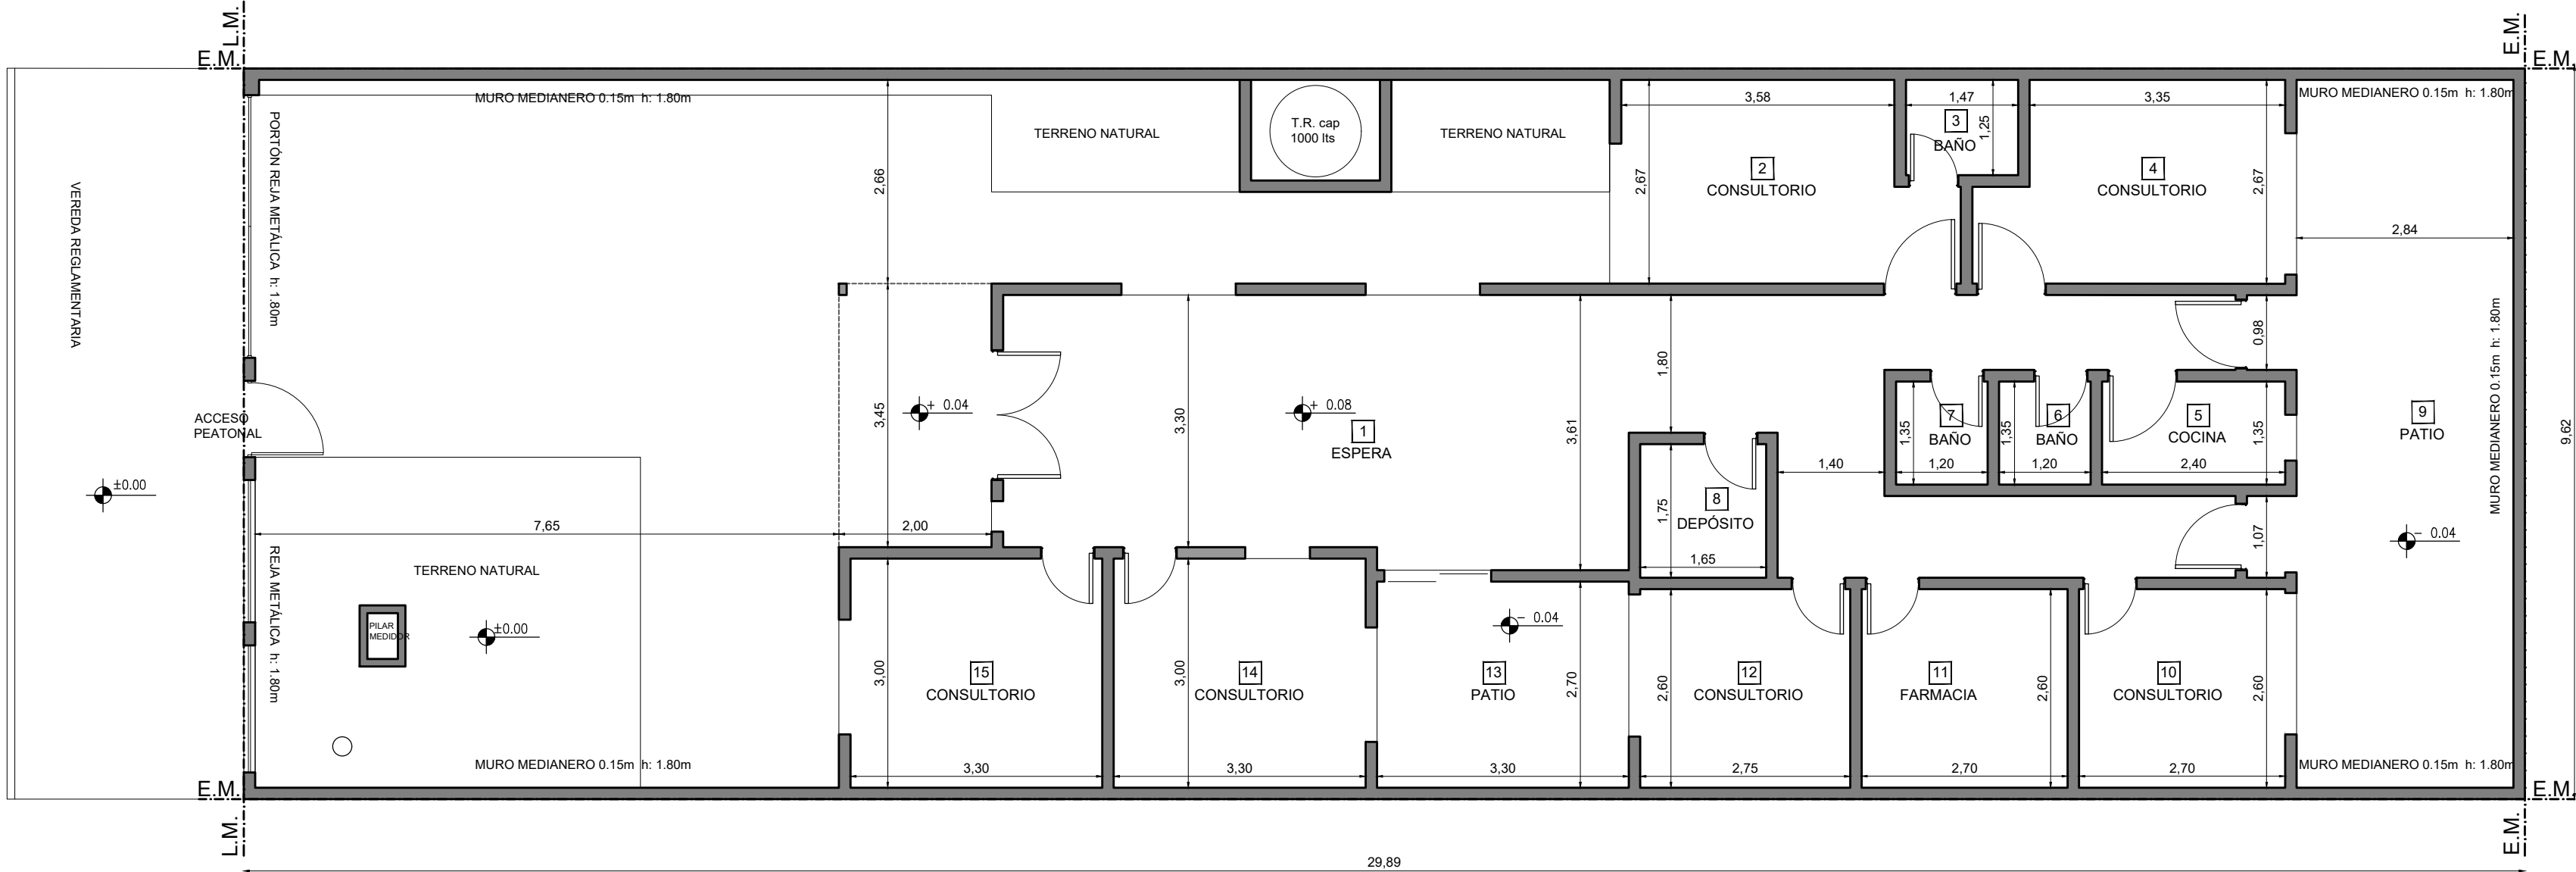 L.M.
E.M.
E.M.
E.M.
MURO MEDIANERO 0.15m h: 1.80m
MURO MEDIANERO 0.15m h: 1.80m
PORTÓN REJA METÁLICA h: 1.80m
VEREDA REGLAMENTARIA
2,66
TERRENO NATURAL
T.R. cap
1000 lts
TERRENO NATURAL
3,58
2,67
2
CONSULTORIO
1,47
1,25
3
BAÑO
3,35
4
CONSULTORIO
2,67
2,84
ACCESO
PEATONAL
±0.00
3,45
+ 0.04
3,30
+ 0.08
1
ESPERA
3,61
1,80
0,98
1,35
7
BAÑO
1,20
1,35
6
BAÑO
1,20
5
COCINA
1,35
2,40
1,40
9
PATIO
MURO MEDIANERO 0.15m h: 1.80m
9,62
7,65
2,00
8
DEPÓSITO
1,75
1,65
1,07
- 0.04
REJA METÁLICA h: 1.80m
TERRENO NATURAL
PILAR
MEDIDOR
±0.00
3,00
15
CONSULTORIO
3,30
3,00
14
CONSULTORIO
3,30
- 0.04
13
PATIO
2,70
3,30
2,60
12
CONSULTORIO
2,75
11
FARMACIA
2,60
2,70
10
CONSULTORIO
2,60
2,70
MURO MEDIANERO 0.15m h: 1.80m
MURO MEDIANERO 0.15m h: 1.80m
E.M.
E.M.
L.M.
E.M.
29,89